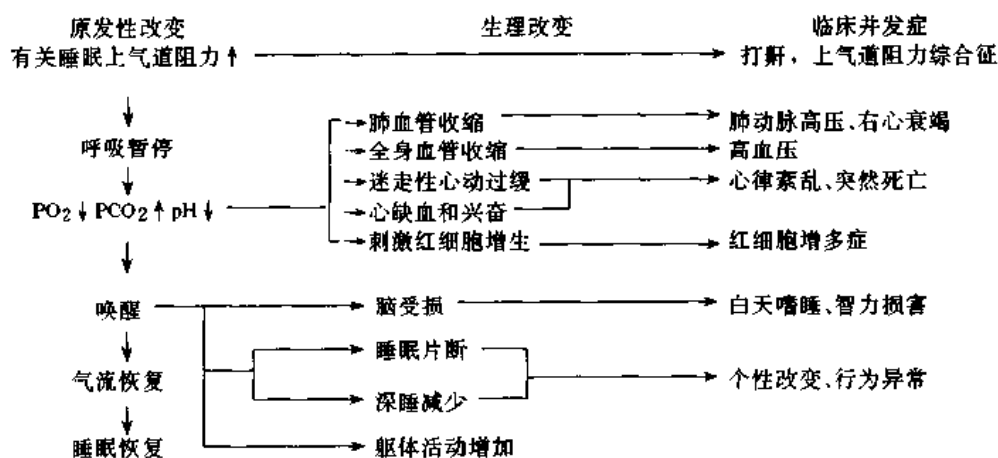 原发性改变 生理改变 临床并发症
有关睡眠上气道阻力↑ 打鼾，上气道阻力综合征
肺血管收缩 肺动脉高压、右心衰竭
呼吸暂停 全身血管收缩 高血压
迷走性心动过缓 心律紊乱、突然死亡
PO2↓PCO2↑pH↓ 心缺血和兴奋
刺激红细胞增生 红细胞增多症
唤醒 脑受损 白天嗜睡、智力损害
睡眠片断
气流恢复 个性改变、行为异常
深睡减少
睡眠恢复 躯体活动增加